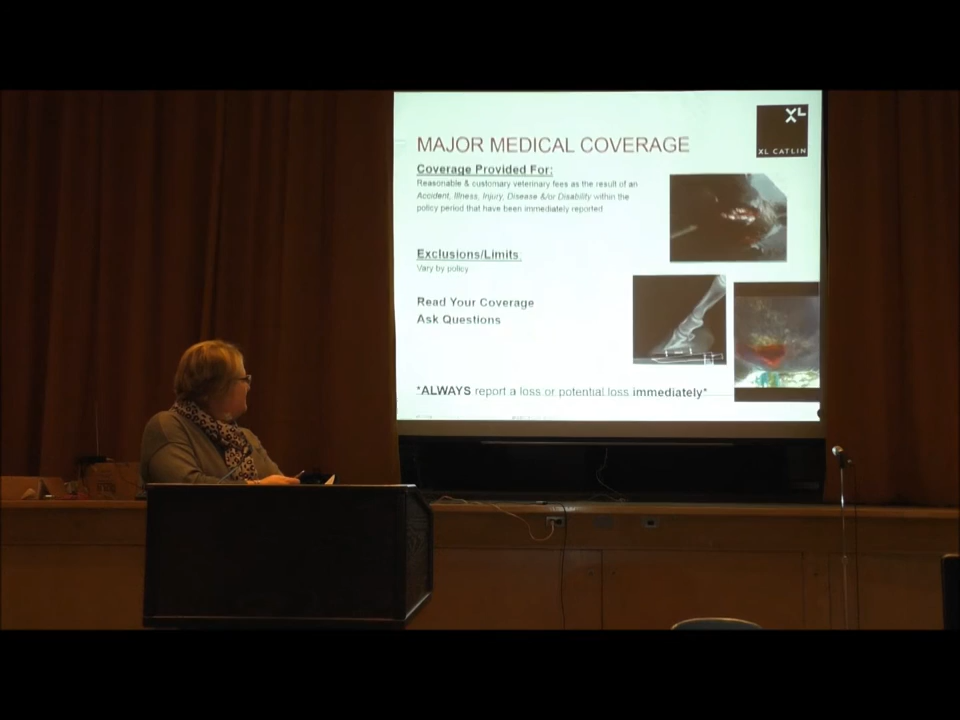 XL
XL CATLIN
MAJOR MEDICAL COVERAGE
Coverage Provided For:
Reasonable & customary veterinary fees as the result of an
Accident, Illness, Injury, Disease &/or Disability within the
policy period that have been immediately reported
Exclusions/Limits:
Vary by policy
Read Your Coverage
Ask Questions
*ALWAYS report a loss or potential loss immediately*